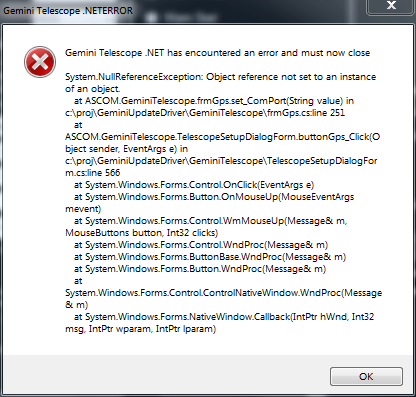 Gemini Telescope .NETERROR
Gemini Telescope .NET has encountered an error and must now close
System.NullReferenceException: Object reference not set to an instance
of an object.
at ASCOM.GeminiTelescope.frmGps.set_ComPort(String value) in
c:\proj\GeminiUpdateDriver\GeminiTelescope\frmGps.cs:line 251
at
ASCOM.GeminiTelescope.TelescopeSetupDialogForm.buttonGps_Click(O
bject sender, EventArgs e) in
c:\proj\GeminiUpdateDriver\GeminiTelescope\TelescopeSetupDialogFor
m.cs:line 566
at System.Windows.Forms.Control.OnClick(EventArgs e)
at System.Windows.Forms.Button.OnMouseUp(MouseEventArgs
mevent)
at System.Windows.Forms.Control.WmMouseUp(Message& m,
MouseButtons button, Int32 clicks)
at System.Windows.Forms.Control.WndProc(Message& m)
at System.Windows.Forms.ButtonBase.WndProc(Message& m)
at System.Windows.Forms.Button.WndProc(Message& m)
at
System.Windows.Forms.Control.ControlNativeWindow.WndProc(Message
& m)
at System.Windows.Forms.NativeWindow.Callback(IntPtr hWnd, Int32
msg, IntPtr wparam, IntPtr lparam)
OK